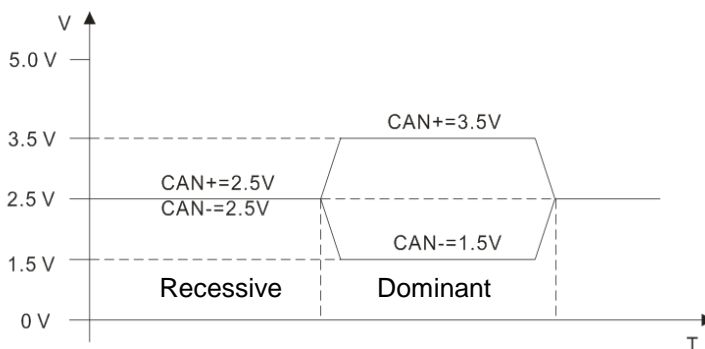 V
5.0 V
3.5 V
CAN+=3.5V
CAN+=2.5V
2.5 V
CAN-=2.5V
CAN-=1.5V
1.5 V
Recessive Dominant
0 V
T